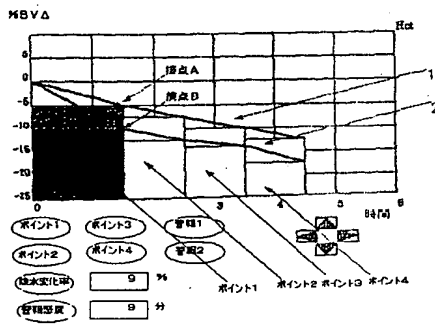 %BVΔ
Hct
10
5
0
-5
-10
-15
-20
-25
接点A
接点B
1
2
0 1 2 3 4 5 6
時間
ポイント1 ポイント3 警報1
ポイント2 ポイント4 警報2
除水変化率 9 %
警報感度 9 分
ポイント1 ポイント2 ポイント3 ポイント4